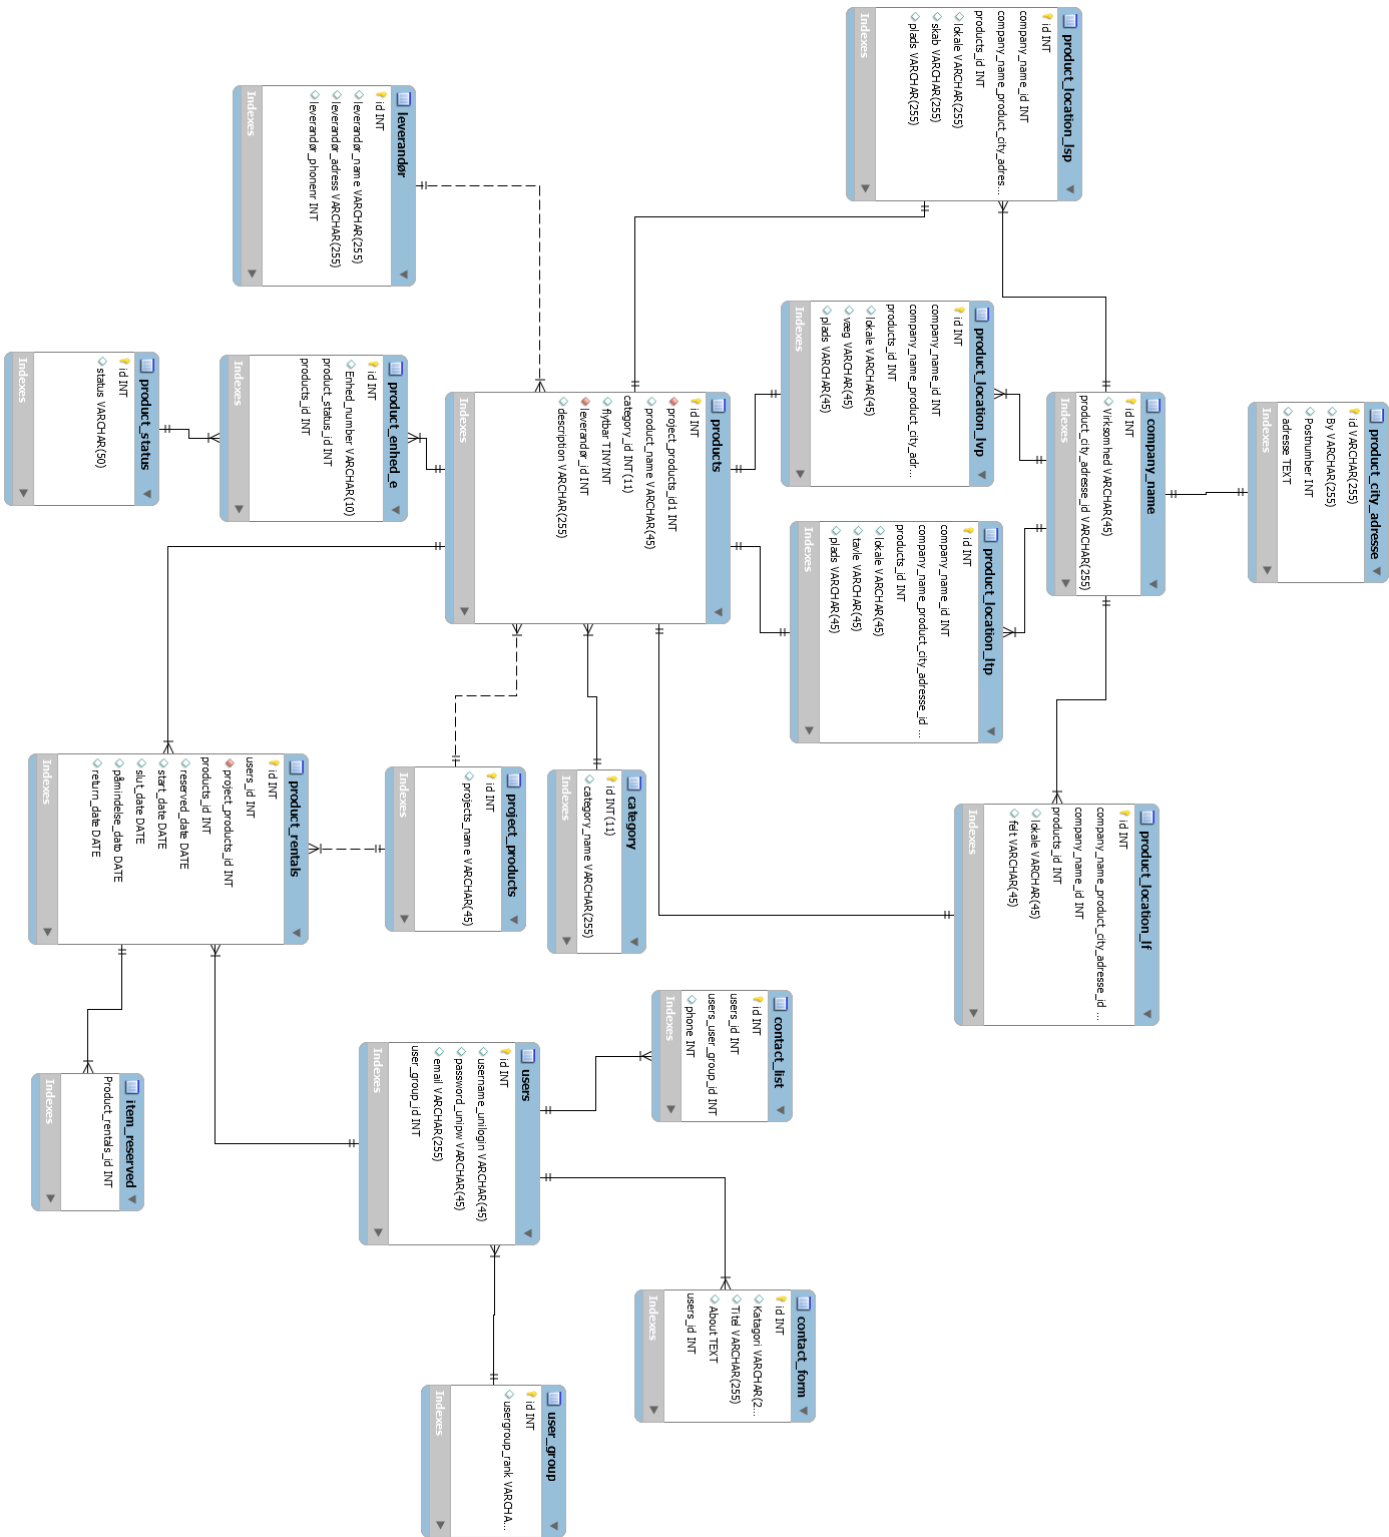 product_location_lsp
id INT
company_name_id INT
company_name_product_city_adres...
products_id INT
lokale VARCHAR(255)
skab VARCHAR(255)
plads VARCHAR(255)
Indexes
product_city_adresse
id VARCHAR(255)
By VARCHAR(255)
Postnumber INT
adresse TEXT
Indexes
company_name
id INT
Virksomhed VARCHAR(45)
product_city_adresse_id VARCHAR(255)
Indexes
product_location_lvp
id INT
company_name_id INT
company_name_product_city_adr...
products_id INT
lokale VARCHAR(45)
væg VARCHAR(45)
plads VARCHAR(45)
Indexes
product_location_ltp
id INT
company_name_id INT
company_name_product_city_adresse_id ...
products_id INT
lokale VARCHAR(45)
tavle VARCHAR(45)
plads VARCHAR(45)
Indexes
product_location_lf
id INT
company_name_product_city_adresse_id ...
company_name_id INT
products_id INT
lokale VARCHAR(45)
felt VARCHAR(45)
Indexes
leverandør
id INT
leverandør_name VARCHAR(255)
leverandør_adress VARCHAR(255)
leverandør_phonenr INT
Indexes
products
id INT
project_products_id1 INT
product_name VARCHAR(45)
category_id INT(11)
flytbar TINYINT
leverandør_id INT
description VARCHAR(255)
Indexes
product_enhed_e
id INT
Enhed_number VARCHAR(10)
product_status_id INT
products_id INT
Indexes
product_status
id INT
status VARCHAR(50)
Indexes
category
id INT(11)
category_name VARCHAR(255)
Indexes
project_products
id INT
projects_name VARCHAR(45)
Indexes
product_rentals
id INT
users_id INT
project_products_id INT
products_id INT
reserved_date DATE
start_date DATE
slut_date DATE
påmindelse_dato DATE
return_date DATE
Indexes
item_reserved
Product_rentals_id INT
Indexes
contact_list
id INT
users_id INT
users_user_group_id INT
phone INT
Indexes
users
id INT
username_unilogin VARCHAR(45)
password_unipw VARCHAR(45)
email VARCHAR(255)
user_group_id INT
Indexes
contact_form
id INT
Katagori VARCHAR(2...
Titel VARCHAR(255)
About TEXT
users_id INT
Indexes
user_group
id INT
usergroup_rank VARCHA...
Indexes